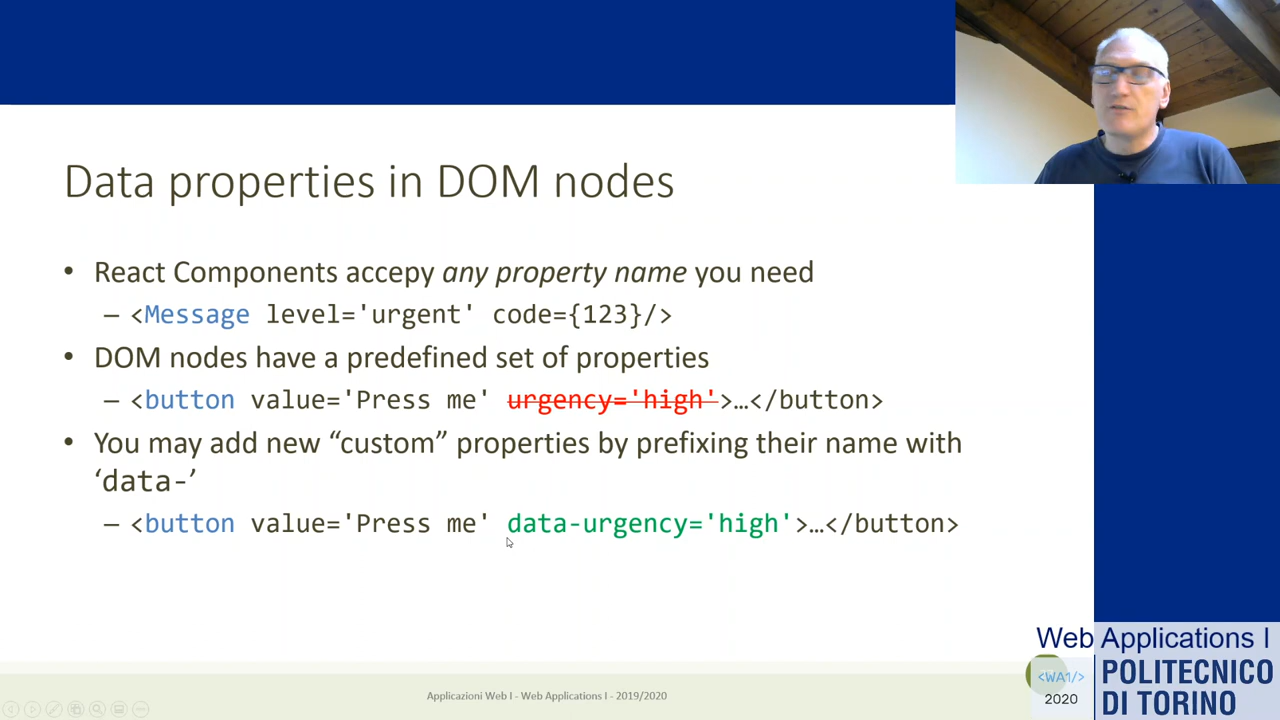 Data properties in DOM nodes
• React Components accepy any property name you need
– <Message level='urgent' code={123}/>
• DOM nodes have a predefined set of properties
– <button value='Press me' urgency='high'>…</button>
• You may add new “custom” properties by prefixing their name with
‘data-’
– <button value='Press me' data-urgency='high'>…</button>
Applicazioni Web I - Web Applications I - 2019/2020
Web Applications I
<WA1/>
2020
POLITECNICO
DI TORINO